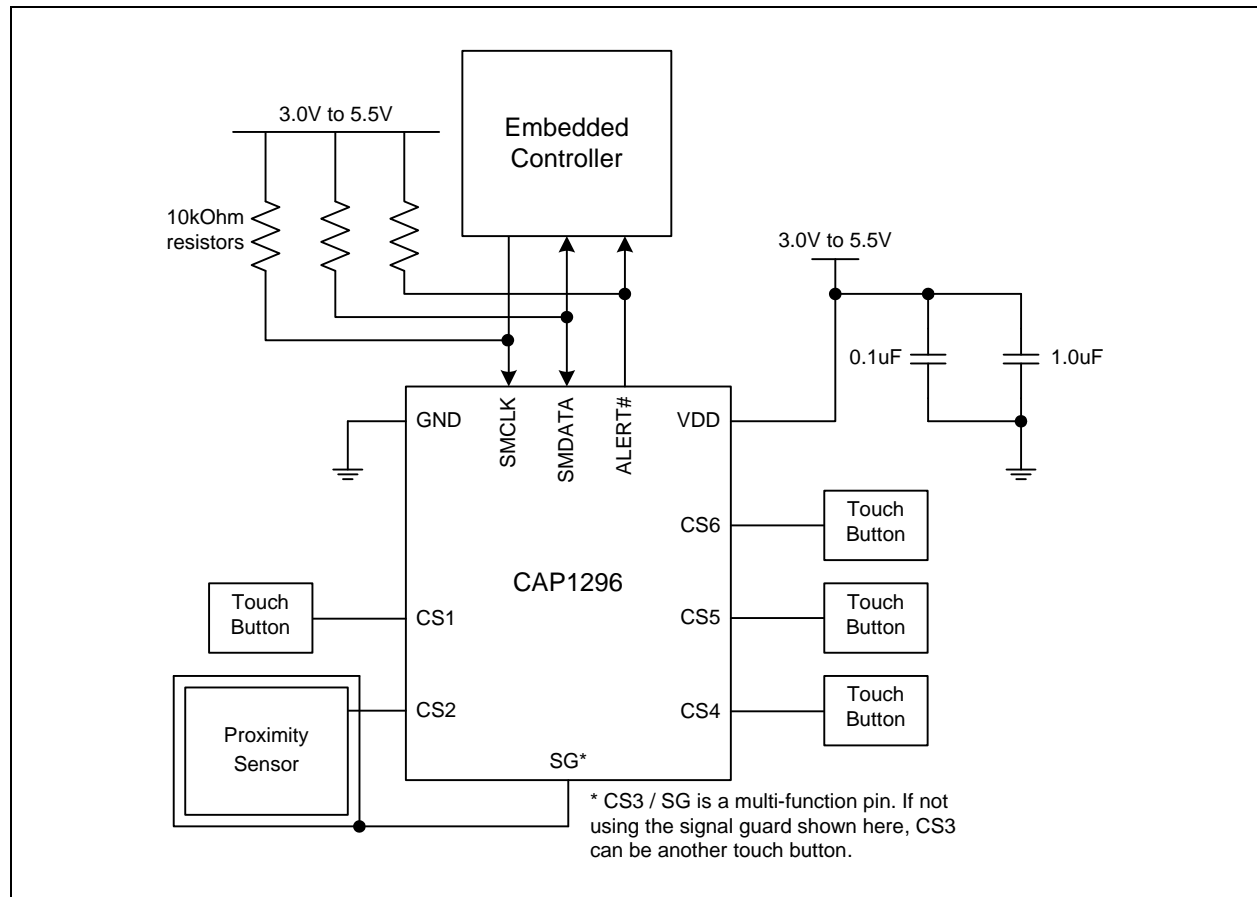 Embedded
Controller
3.0V to 5.5V
10kOhm
resistors
3.0V to 5.5V
0.1uF
1.0uF
GND
SMCLK
SMDATA
ALERT#
VDD
CS6
Touch
Button
CAP1296
Touch
Button
CS1
CS5
Touch
Button
CS2
Proximity
Sensor
CS4
Touch
Button
SG*
* CS3 / SG is a multi-function pin. If not
using the signal guard shown here, CS3
can be another touch button.